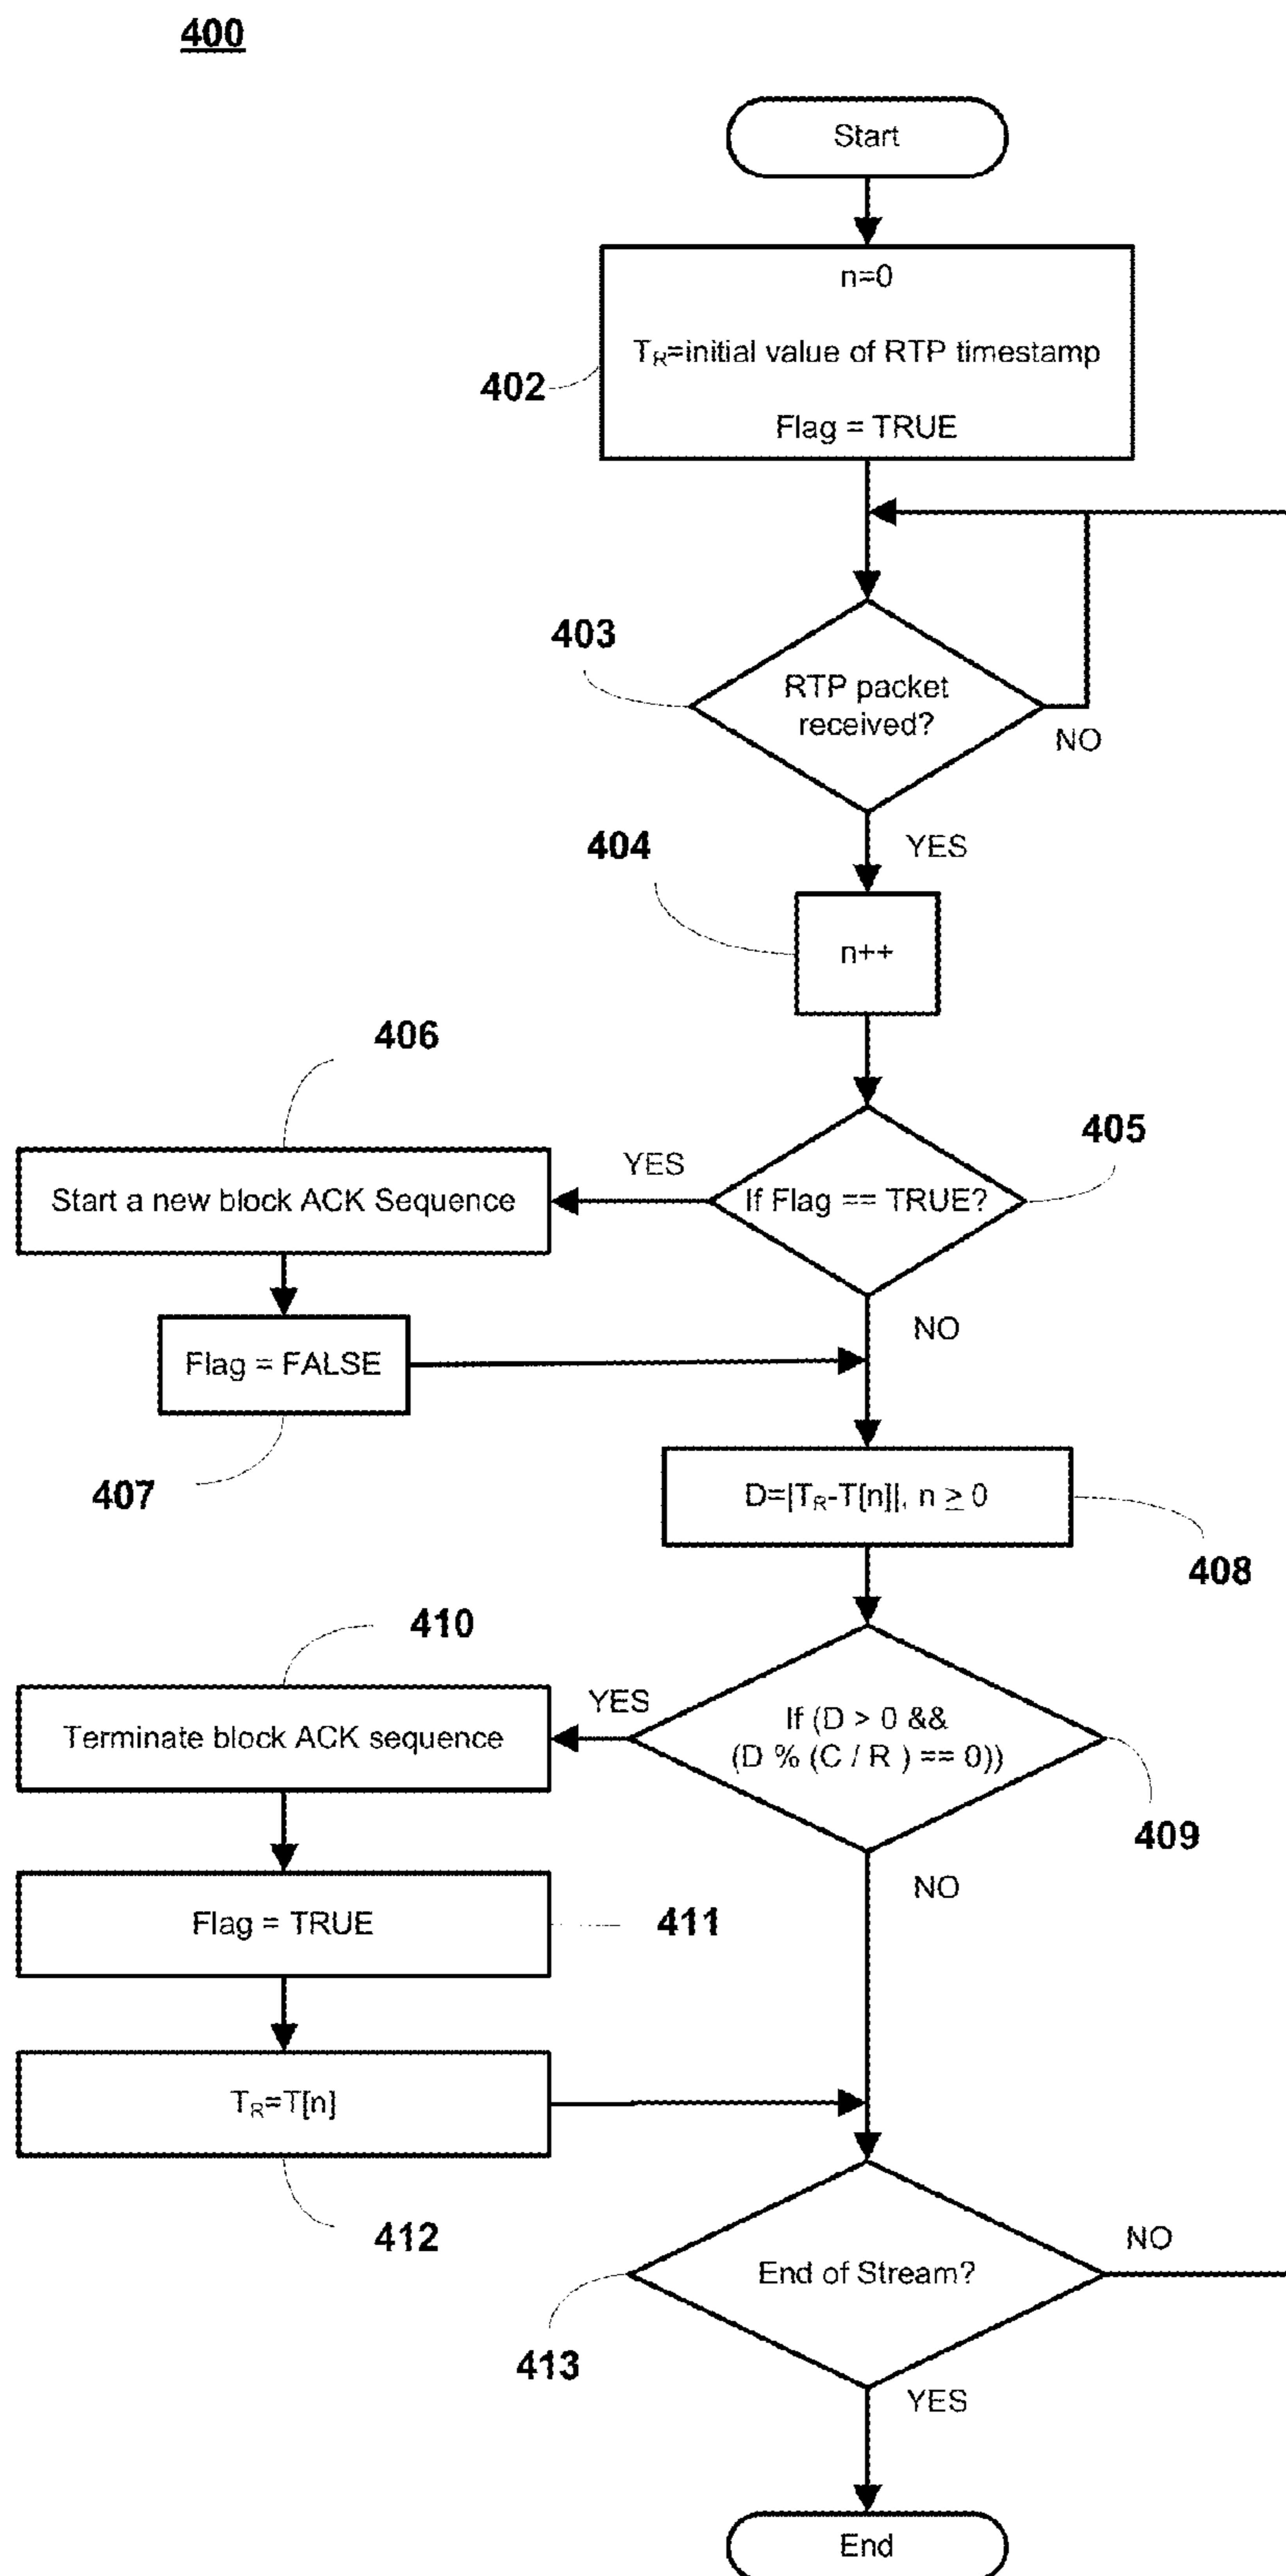 400
Start
n=0
T_R=initial value of RTP timestamp
402
Flag = TRUE
403
RTP packet
received?
NO
YES
404
n++
406
405
YES
If Flag == TRUE?
Start a new block ACK Sequence
NO
Flag = FALSE
407
D=|T_R-T[n]|, n ≥ 0
408
410
YES
If (D > 0 &&
(D % (C / R ) == 0))
Terminate block ACK sequence
409
NO
Flag = TRUE
411
T_R=T[n]
412
NO
End of Stream?
413
YES
End